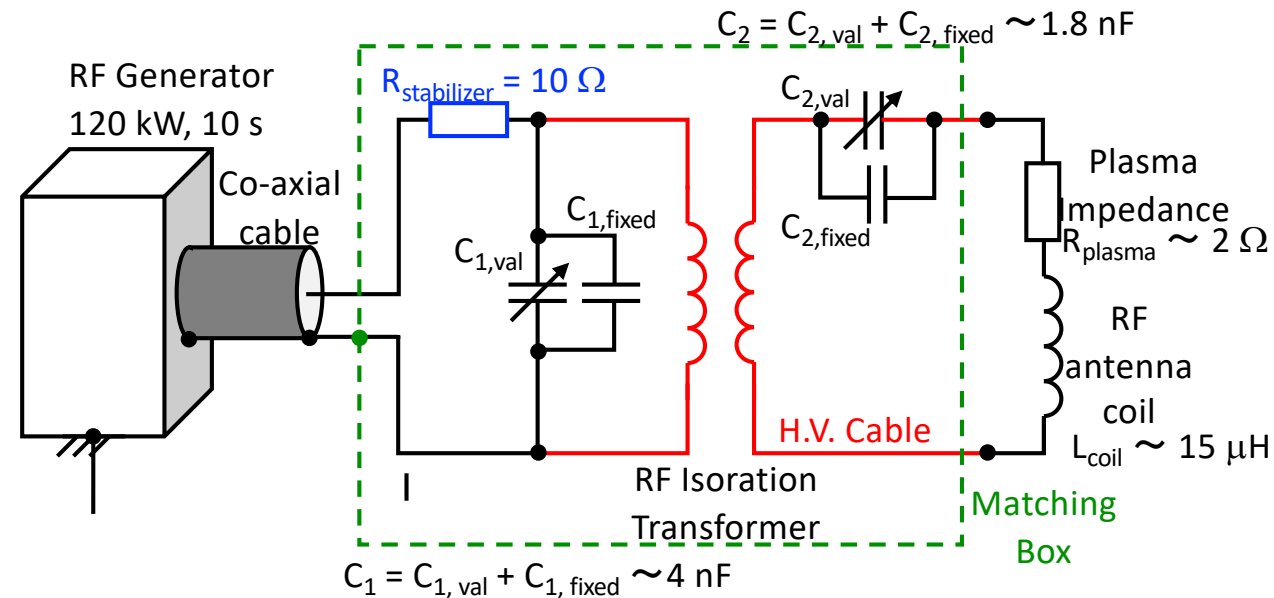 C2 = C2, val + C2, fixed ～1.8 nF
RF Generator
120 kW, 10 s
Rstabilizer = 10 Ω
C2,val
Co-axial
cable
C1,fixed
C2,fixed
C1,val
Plasma
Impedance
Rplasma ~ 2 Ω
RF
antenna
coil
Lcoil ~ 15 μH
H.V. Cable
I
RF Isoration
Transformer
Matching
Box
C1 = C1, val + C1, fixed ～4 nF